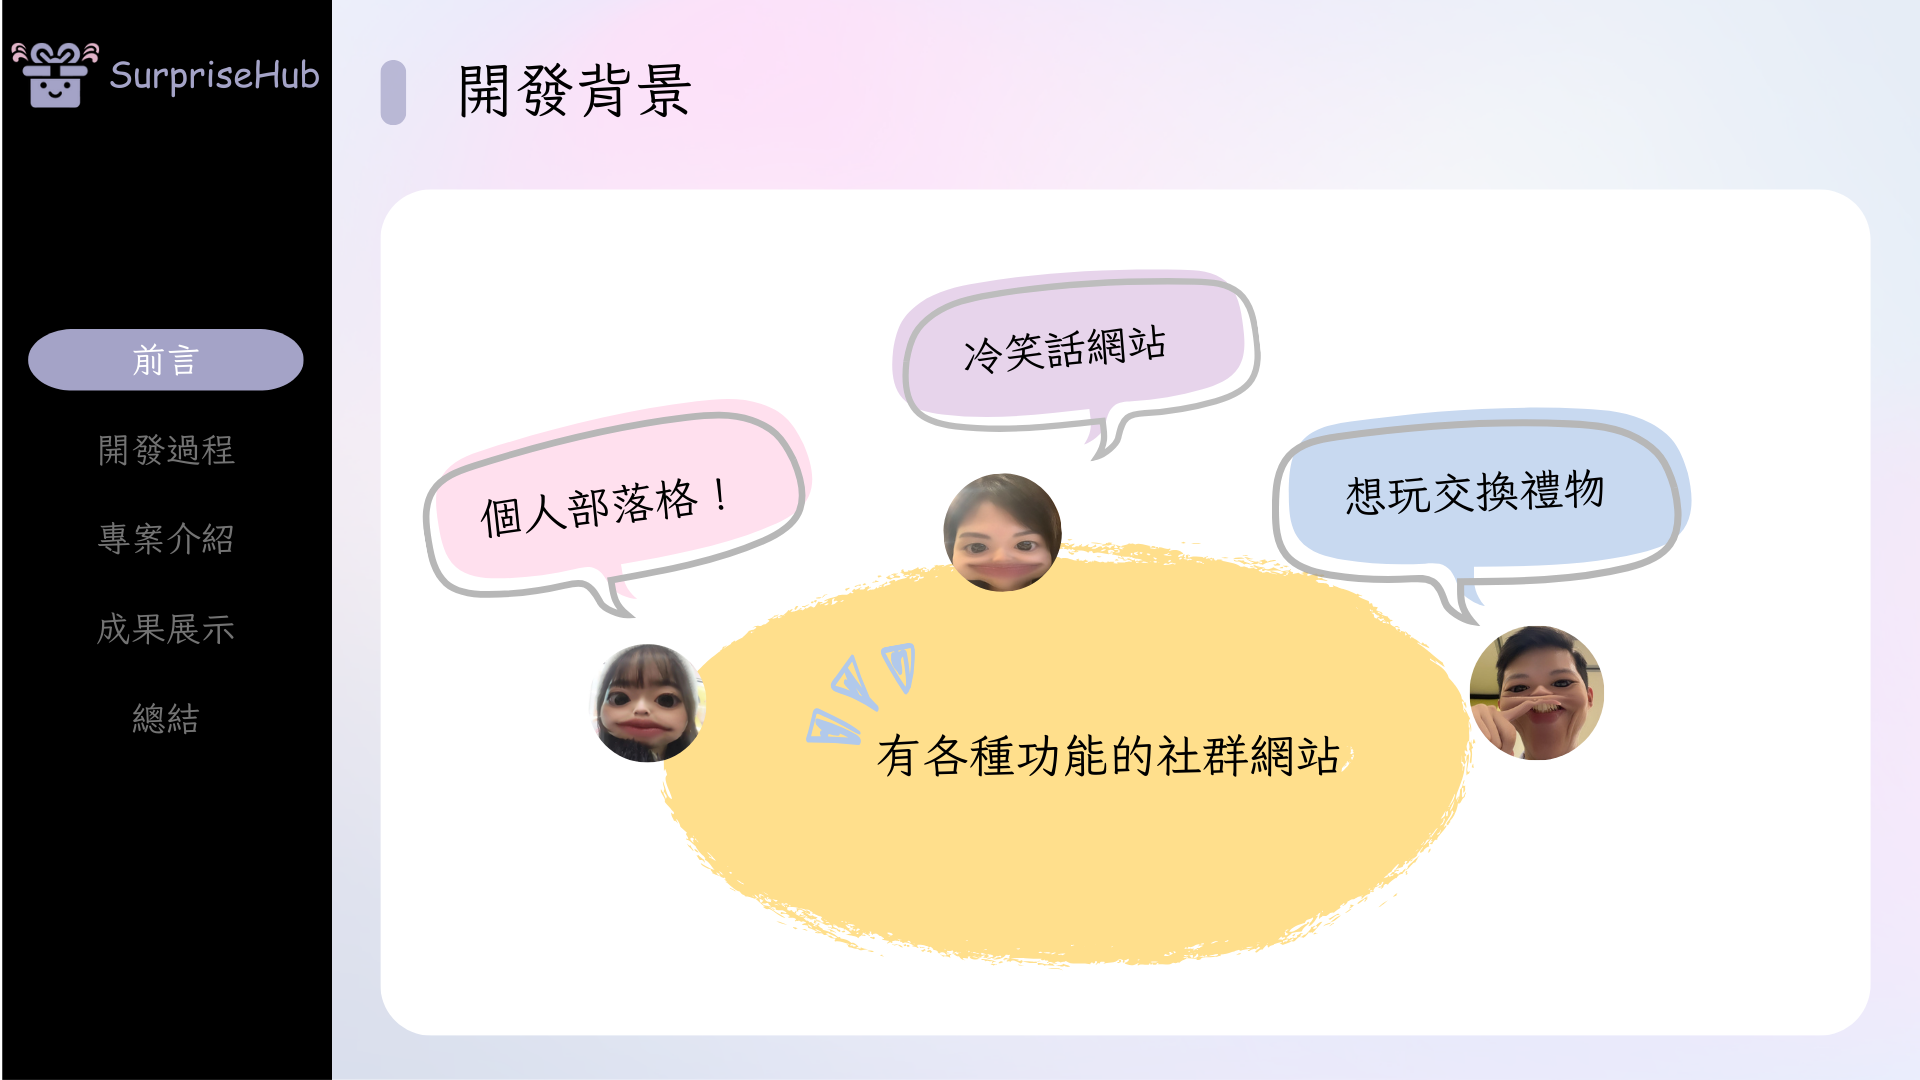 SurpriseHub
前言
開發過程
專案介紹
成果展示
總結
開發背景
冷笑話網站
個人部落格！
想玩交換禮物
有各種功能的社群網站